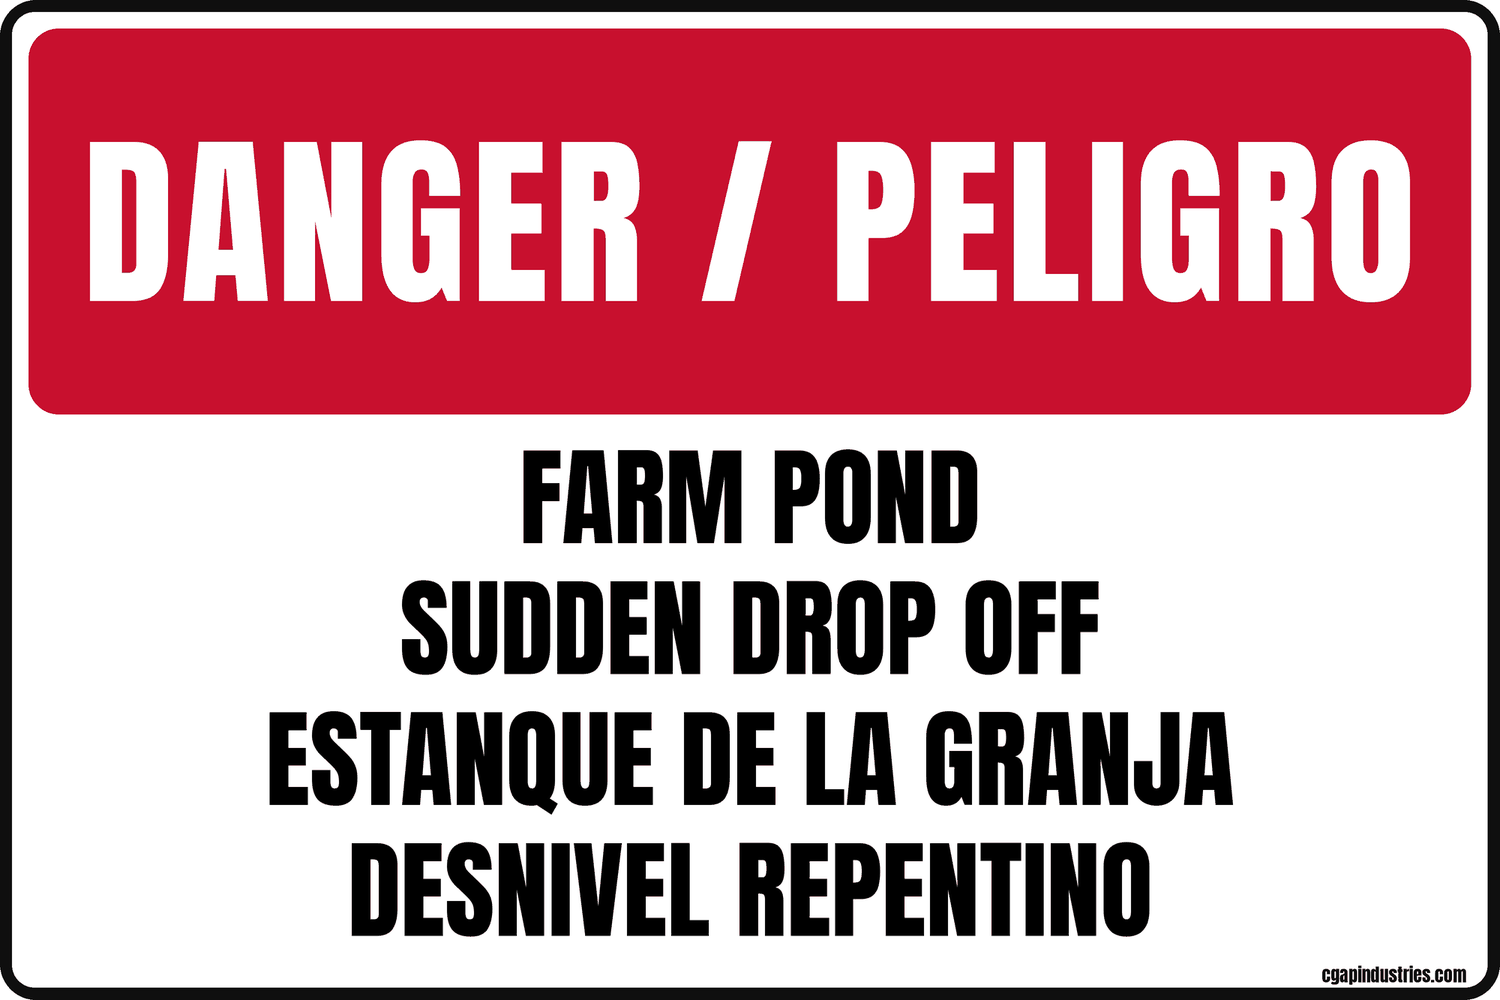 DANGER / PELIGRO
FARM POND
SUDDEN DROP OFF
ESTANQUE DE LA GRANJA
DESNIVEL REPENTINO
cgapindustries.com